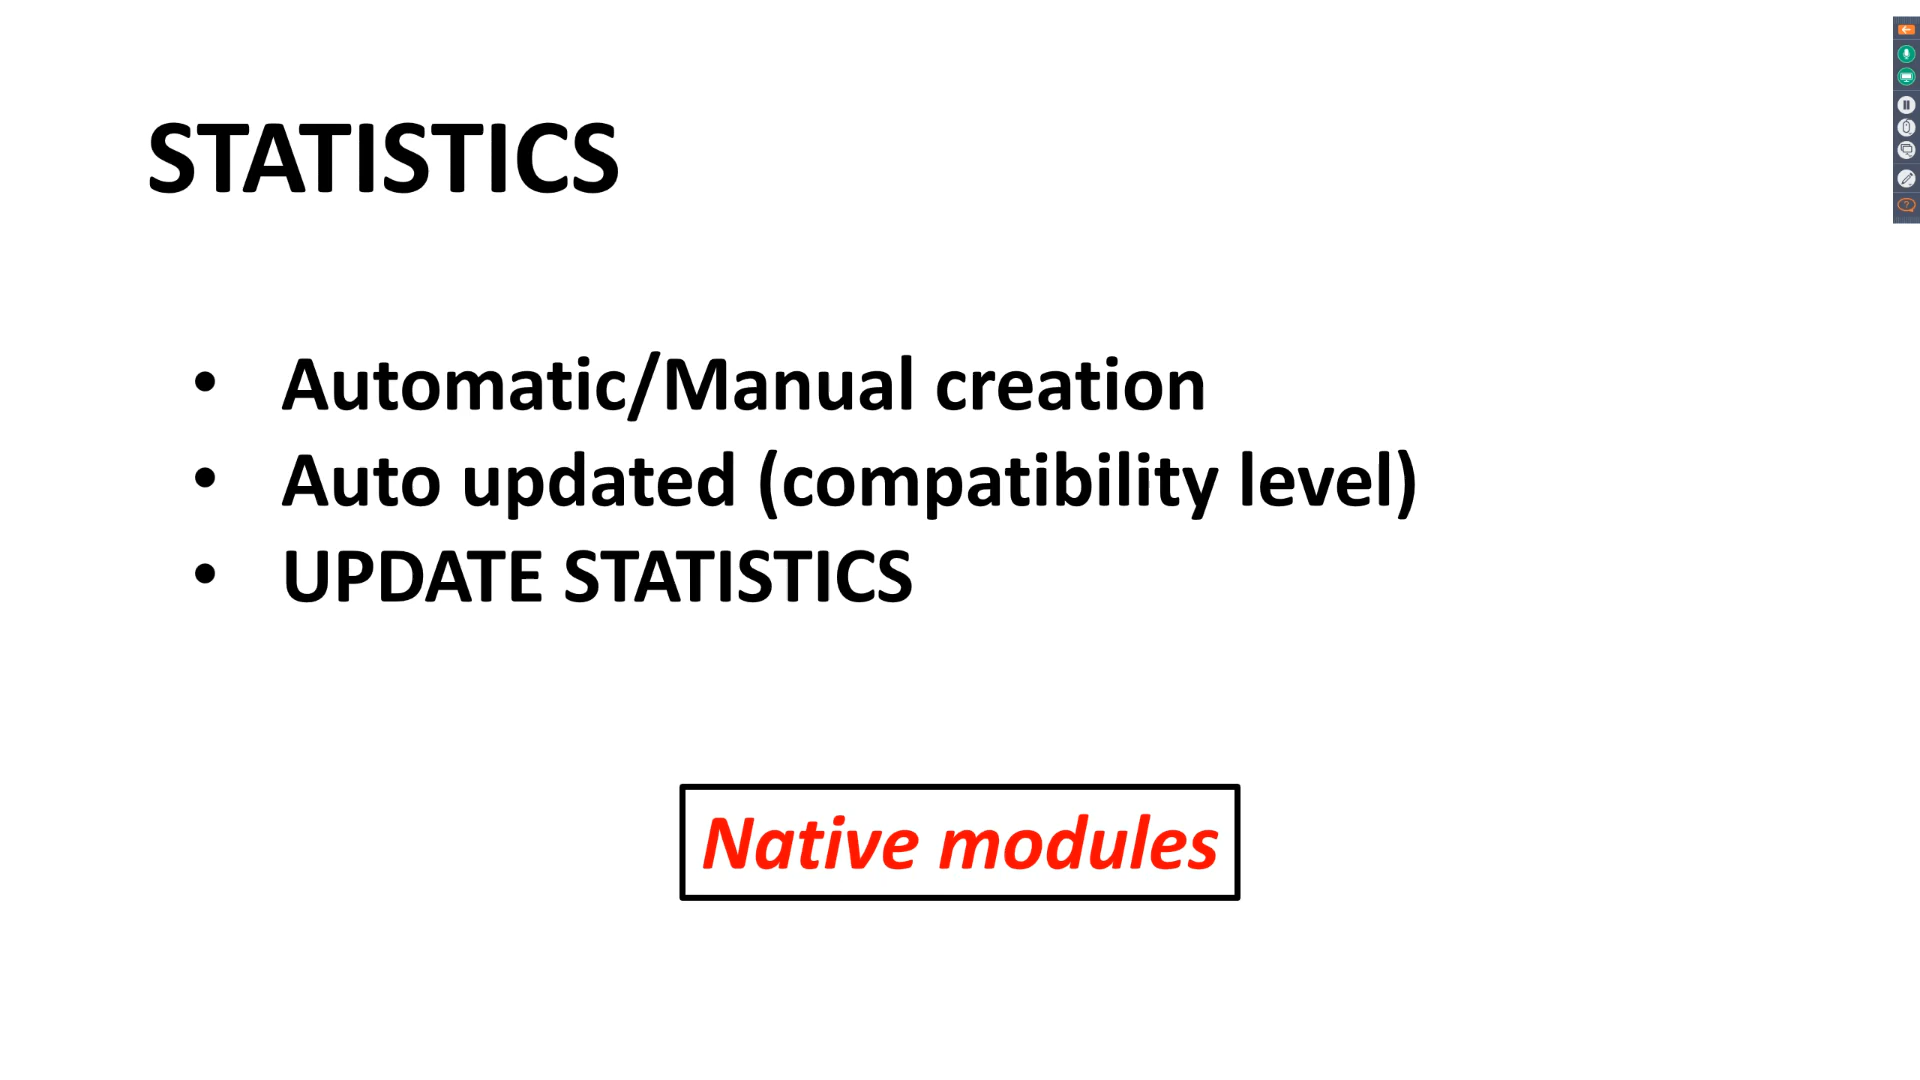 STATISTICS
• Automatic/Manual creation
• Auto updated (compatibility level)
• UPDATE STATISTICS
Native modules